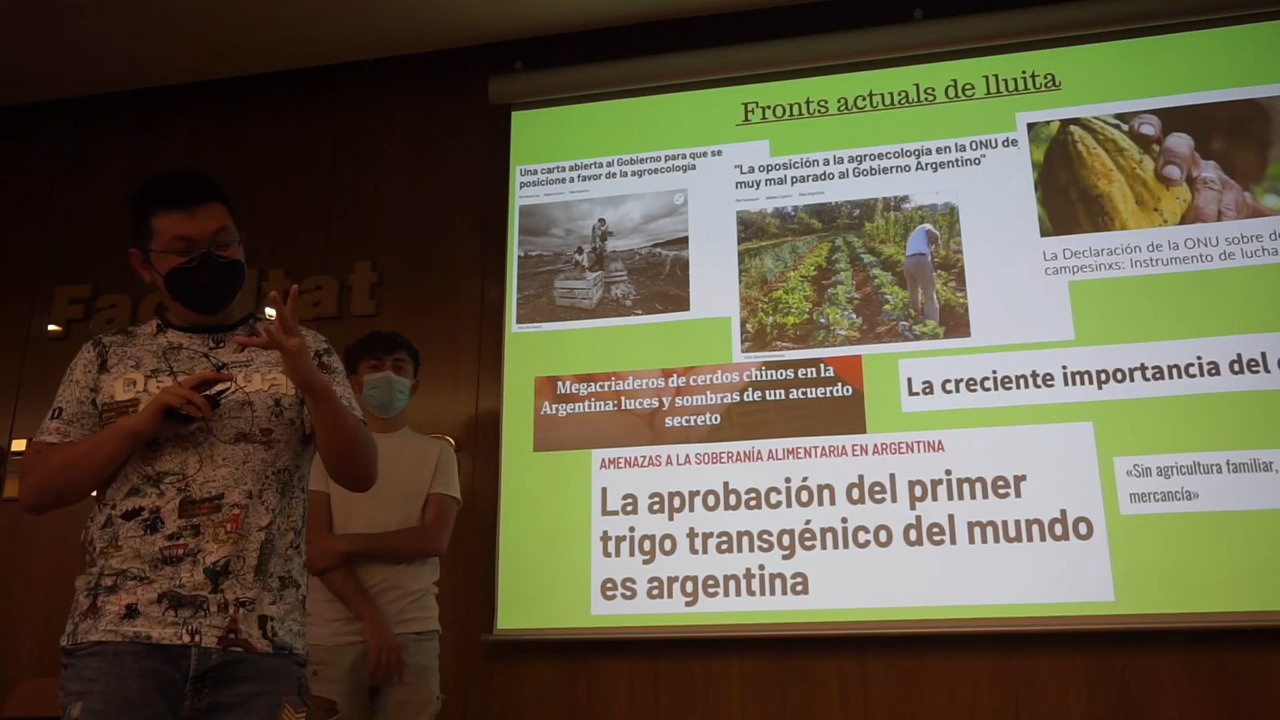 Fronts actuals de lluita
Una carta abierta al Gobierno para que se
posicione a favor de la agroecología
"La oposición a la agroecología en la ONU de
muy mal parado al Gobierno Argentino"
La Declaración de la ONU sobre
campesinxs: Instrumento de lucha
Megacriaderos de cerdos chinos en la
Argentina: luces y sombras de un acuerdo
secreto
La creciente importancia del
AMENAZAS A LA SOBERANÍA ALIMENTARIA EN ARGENTINA
La aprobación del primer
trigo transgénico del mundo
es argentina
«Sin agricultura familiar,
mercancía»
Facultat